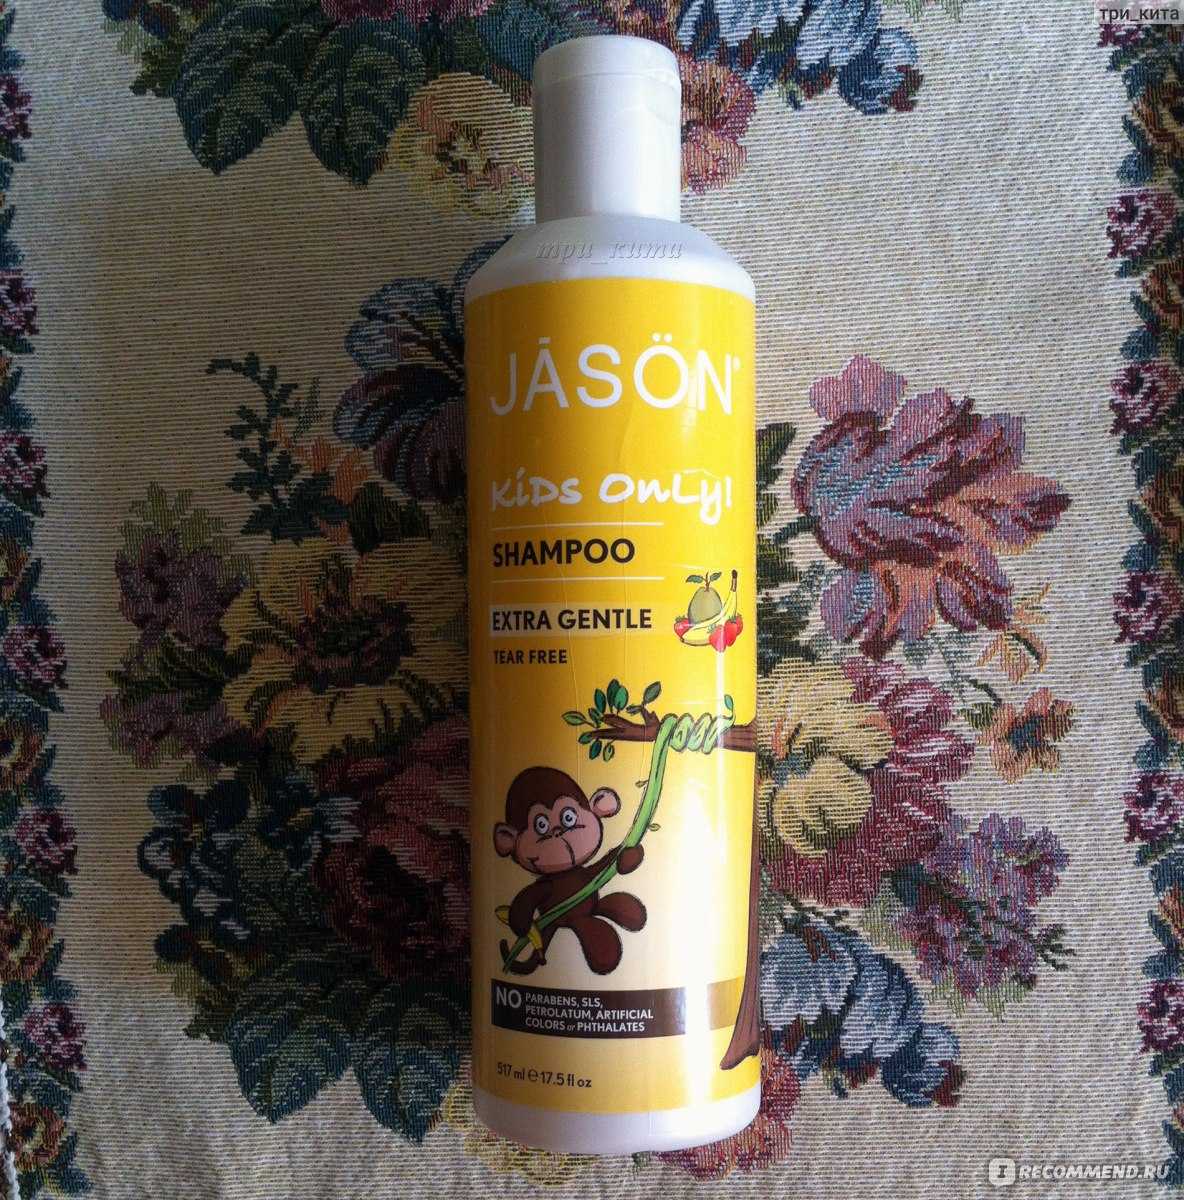 три_кита
три_кита
JĀSÖN®
KiDs OnLy!
SHAMPOO
EXTRA GENTLE
TEAR FREE
NO PARABENS, SLS,
PETROLATUM, ARTIFICIAL
COLORS or PHTHALATES
517 ml ℮ 17.5 fl oz
IRECOMMEND.RU